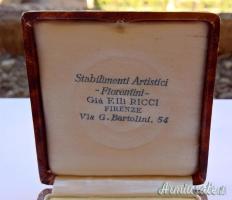 Stabilimenti Artistici
- Fiorentini -
Già F.lli RICCI
FIRENZE
Via G. Bartolini, 54
Armiusate.it